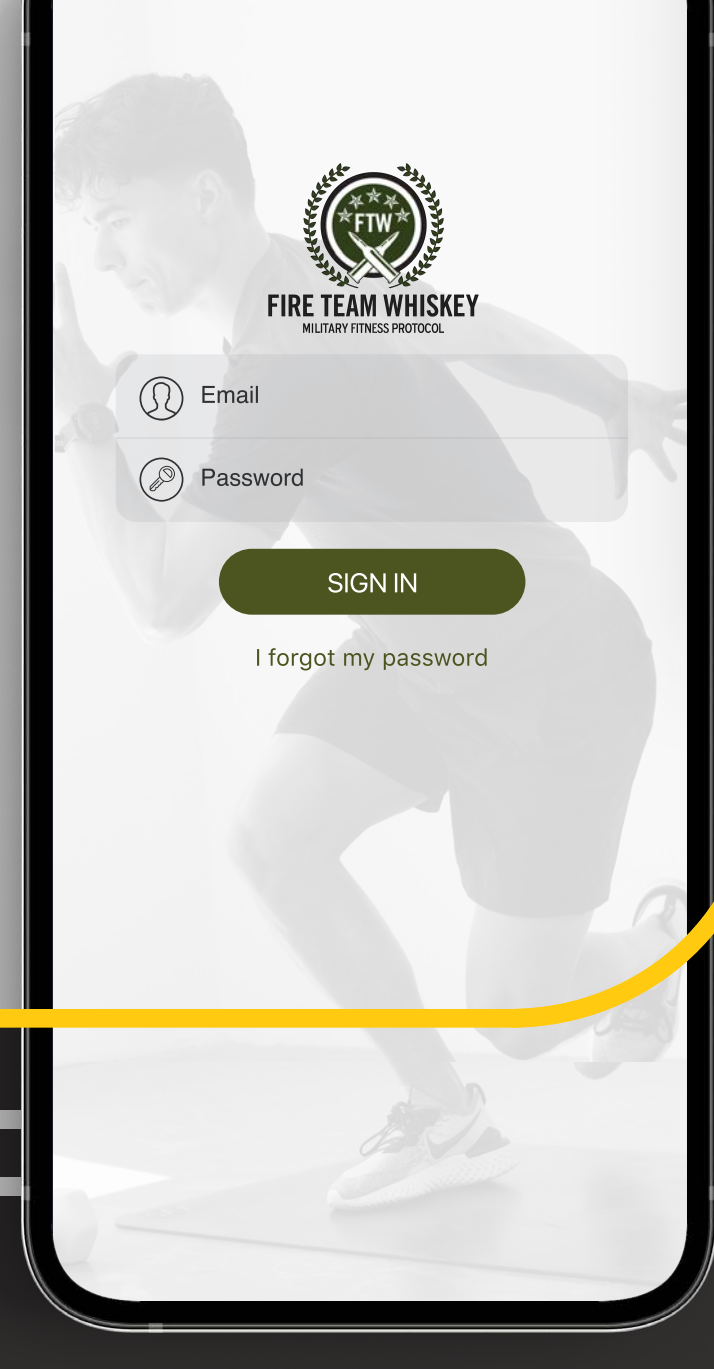 FTW
FIRE TEAM WHISKEY
MILITARY FITNESS PROTOCOL
Email
Password
SIGN IN
I forgot my password